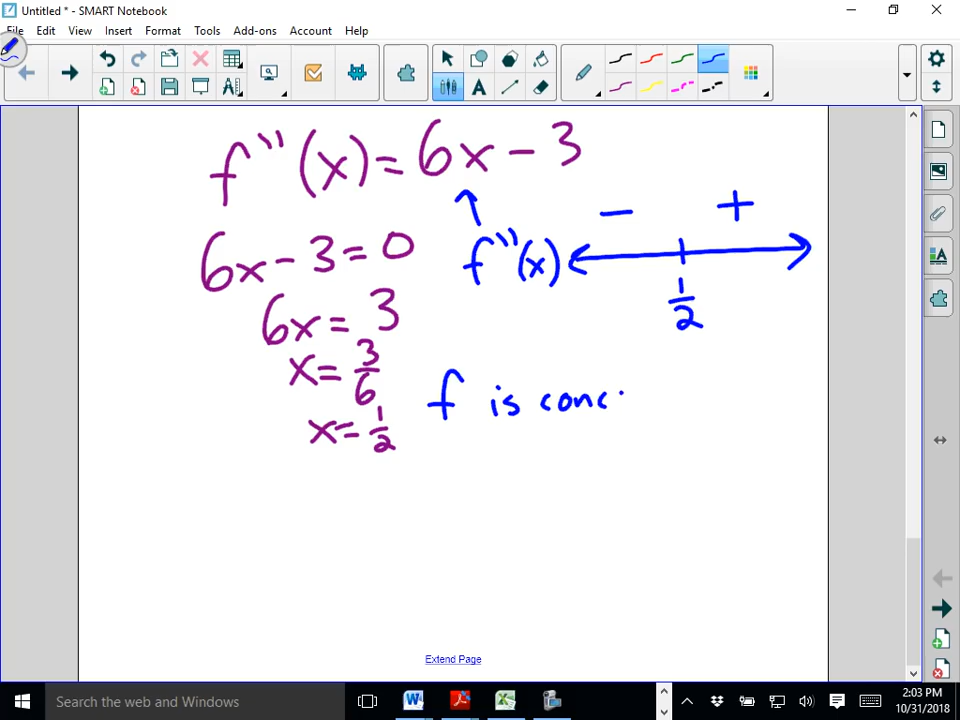 Untitled * - SMART Notebook
File Edit View Insert Format Tools Add-ons Account Help
f''(x) = 6x - 3
6x - 3 = 0
f''(x) - +
1/2
6x = 3
x = 3/6
f is conc
x = 1/2
Extend Page
Search the web and Windows
2:03 PM
10/31/2018